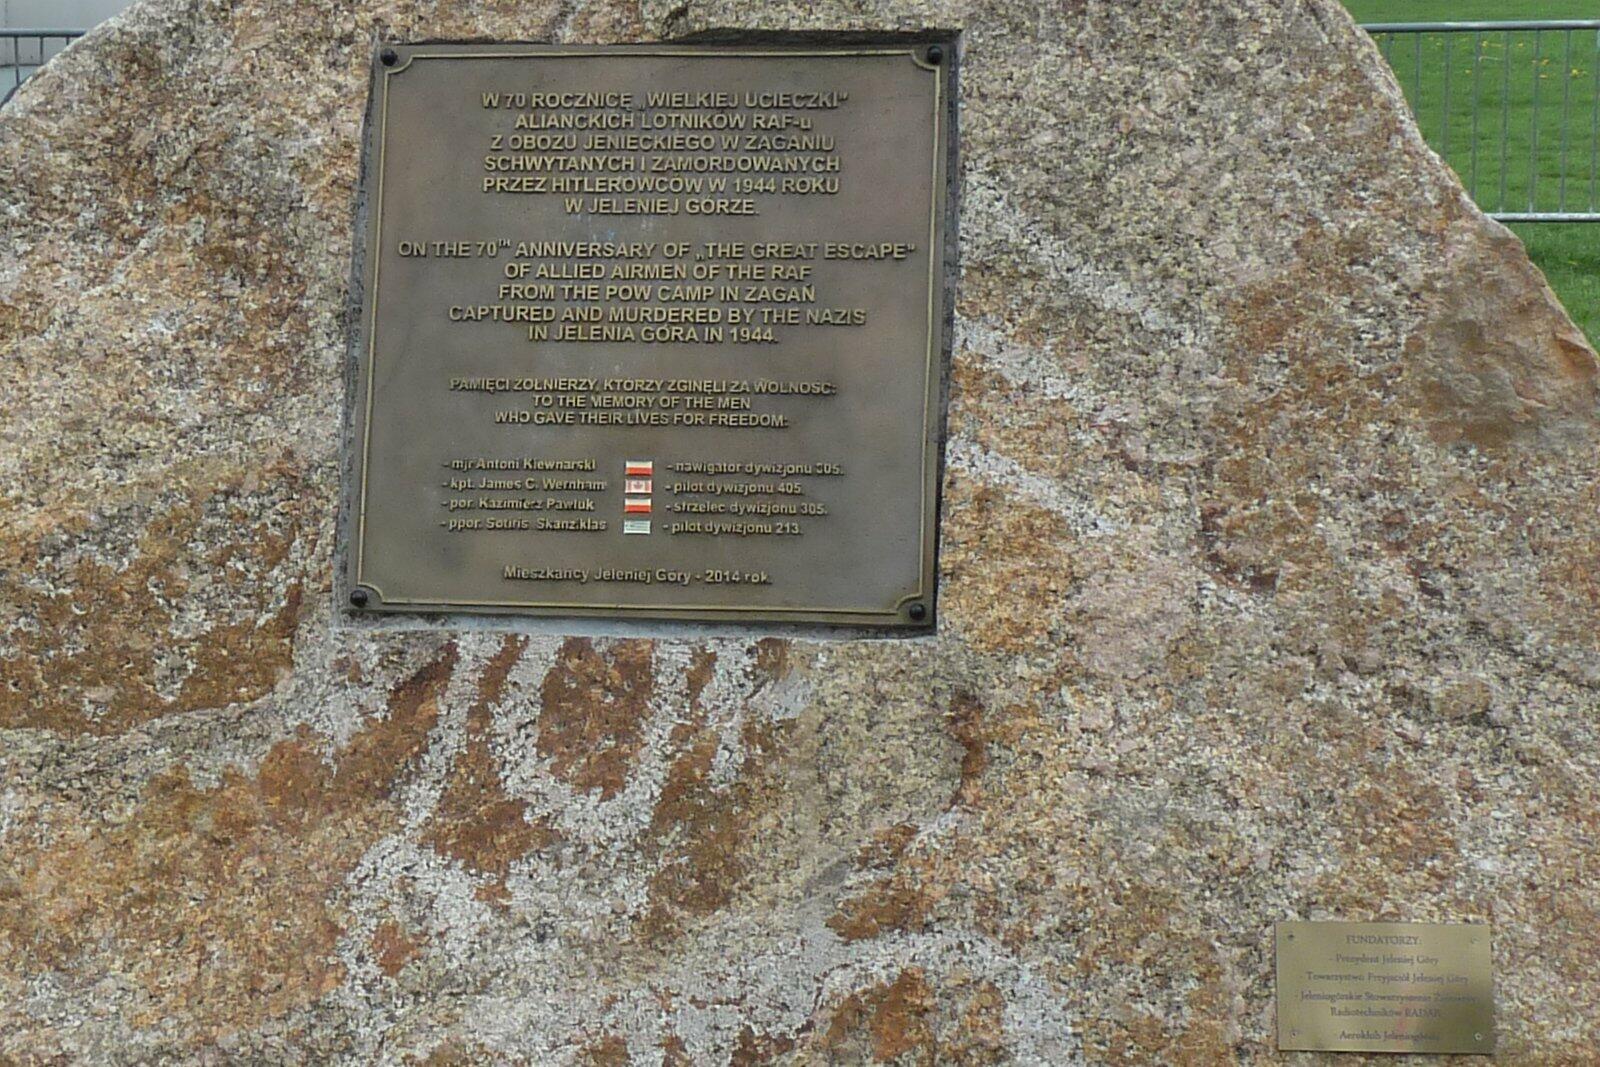 W 70 ROCZNICĘ „WIELKIEJ UCIECZKI"
ALIANCKICH LOTNIKÓW RAF-u
Z OBOZU JENIECKIEGO W ŻAGANIU
SCHWYTANYCH I ZAMORDOWANYCH
PRZEZ HITLEROWCÓW W 1944 ROKU
W JELENIEJ GÓRZE.
ON THE 70TH ANNIVERSARY OF „THE GREAT ESCAPE"
OF ALLIED AIRMEN OF THE RAF
FROM THE POW CAMP IN ŻAGAŃ
CAPTURED AND MURDERED BY THE NAZIS
IN JELENIA GÓRA IN 1944.
PAMIĘCI ŻOŁNIERZY, KTÓRZY ZGINĘLI ZA WOLNOŚĆ:
TO THE MEMORY OF THE MEN
WHO GAVE THEIR LIVES FOR FREEDOM:
- mjr Antoni Kiewnarski - nawigator dywizjonu 305.
- kpt. James C. Wernham - pilot dywizjonu 405.
- por. Kazimierz Pawluk - strzelec dywizjonu 305.
- ppor. Sotiris Skanziklas - pilot dywizjonu 213.
Mieszkańcy Jeleniej Góry - 2014 rok.
FUNDATORZY:
- Prezydent Jeleniej Góry
- Towarzystwo Przyjaciół Jeleniej Góry
- Jeleniogórskie Stowarzyszenie
Radiotechników RADAR
- Aeroklub Jeleniogórski